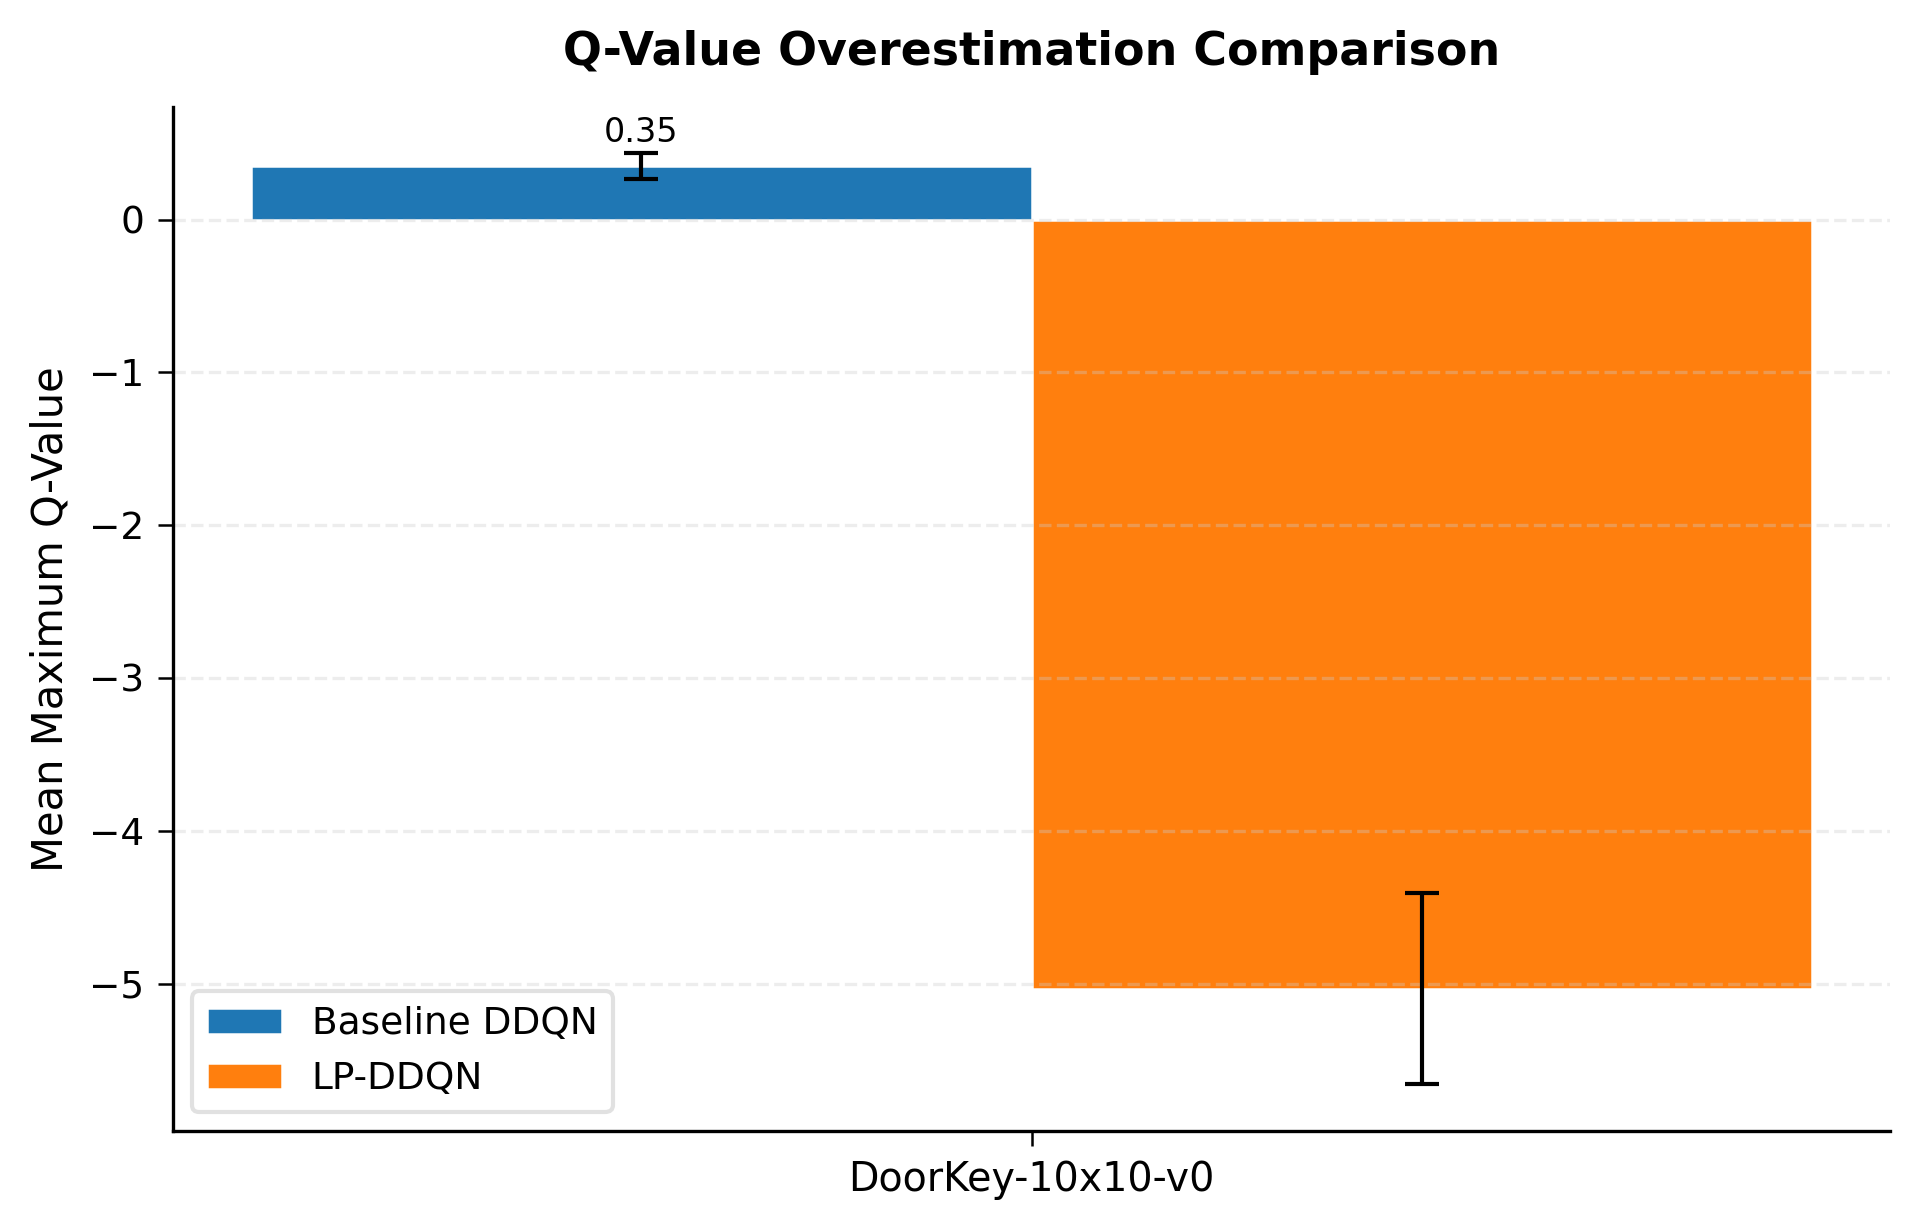 Q-Value Overestimation Comparison
0.35
0
−1
−2
−3
−4
−5
Mean Maximum Q-Value
Baseline DDQN
LP-DDQN
DoorKey-10x10-v0